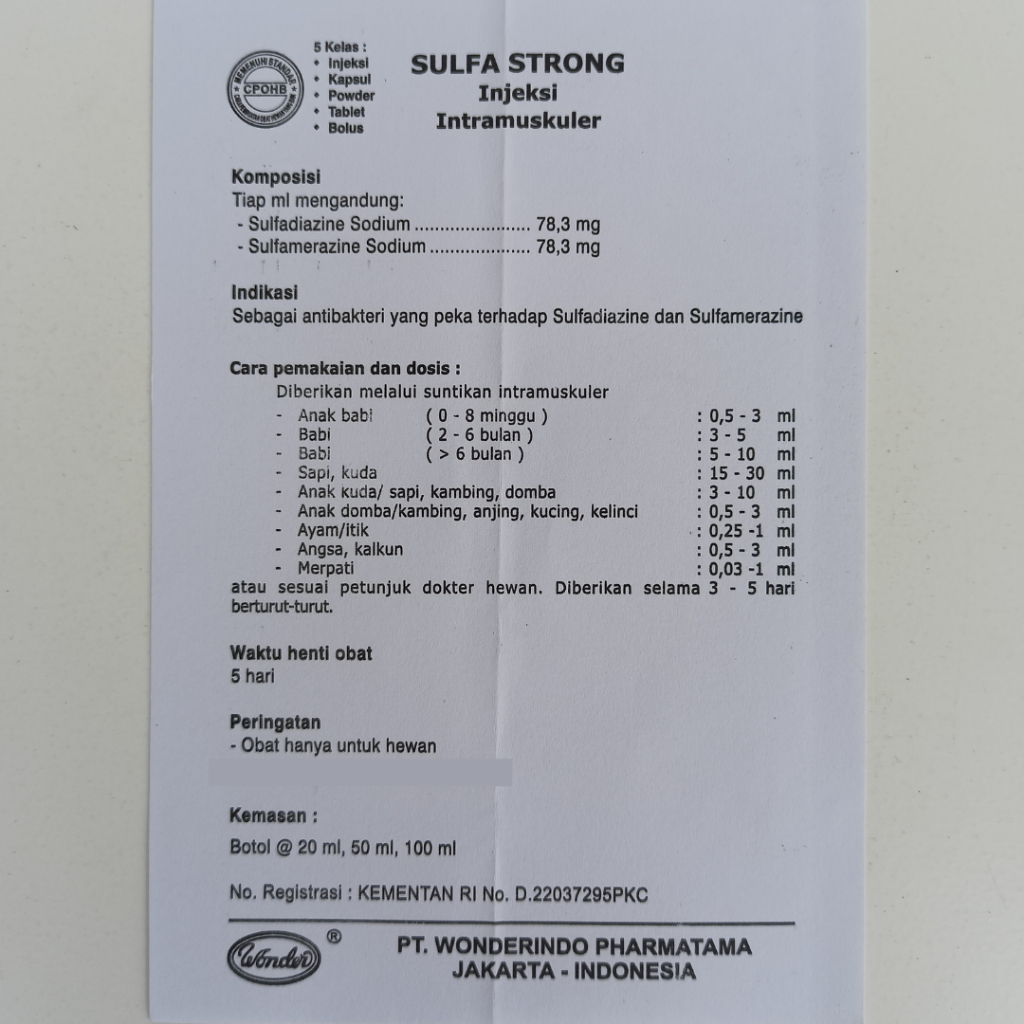 MEMENUHI STANDAR
CPOHB
5 Kelas :
• Injeksi
• Kapsul
• Powder
• Tablet
• Bolus
SULFA STRONG
Injeksi
Intramuskuler
Komposisi
Tiap ml mengandung:
- Sulfadiazine Sodium ....................... 78,3 mg
- Sulfamerazine Sodium .................... 78,3 mg
Indikasi
Sebagai antibakteri yang peka terhadap Sulfadiazine dan Sulfamerazine
Cara pemakaian dan dosis :
Diberikan melalui suntikan intramuskuler
- Anak babi ( 0 - 8 minggu ) : 0,5 - 3 ml
- Babi ( 2 - 6 bulan ) : 3 - 5 ml
- Babi ( > 6 bulan ) : 5 - 10 ml
- Sapi, kuda : 15 - 30 ml
- Anak kuda/ sapi, kambing, domba : 3 - 10 ml
- Anak domba/kambing, anjing, kucing, kelinci : 0,5 - 3 ml
- Ayam/itik : 0,25 -1 ml
- Angsa, kalkun : 0,5 - 3 ml
- Merpati : 0,03 -1 ml
atau sesuai petunjuk dokter hewan. Diberikan selama 3 - 5 hari
berturut-turut.
Waktu henti obat
5 hari
Peringatan
- Obat hanya untuk hewan
Kemasan :
Botol @ 20 ml, 50 ml, 100 ml
No. Registrasi : KEMENTAN RI No. D.22037295PKC
Wonder ®
PT. WONDERINDO PHARMATAMA
JAKARTA - INDONESIA